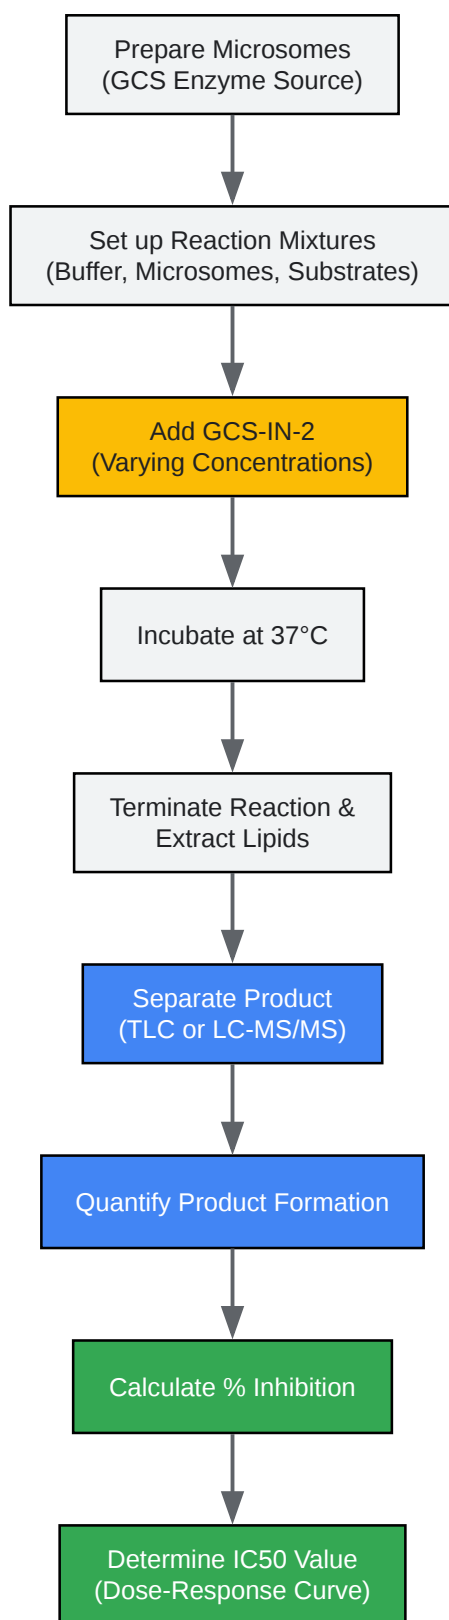 Prepare Microsomes
(GCS Enzyme Source)
Set up Reaction Mixtures
(Buffer, Microsomes, Substrates)
Add GCS-IN-2
(Varying Concentrations)
Incubate at 37°C
Terminate Reaction &
Extract Lipids
Separate Product
(TLC or LC-MS/MS)
Quantify Product Formation
Calculate % Inhibition
Determine IC50 Value
(Dose-Response Curve)